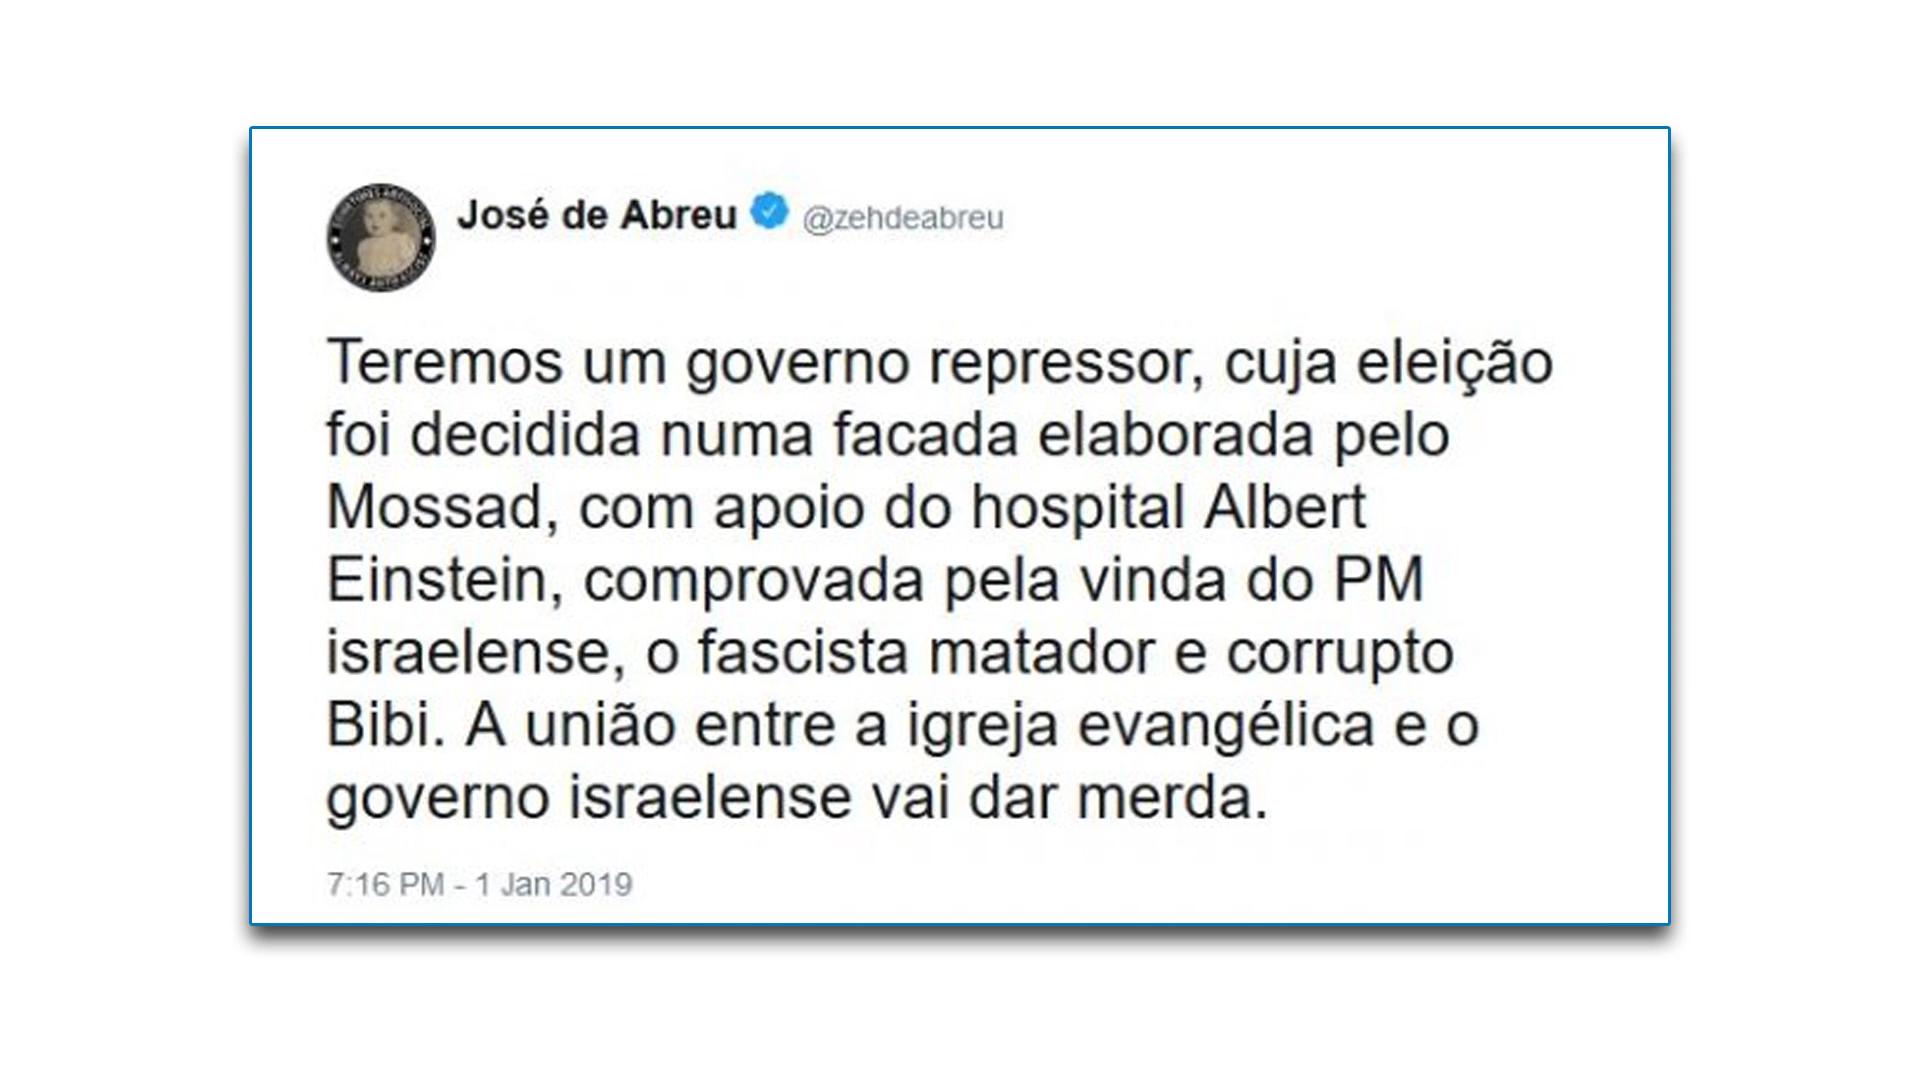 José de Abreu @zehdeabreu
Teremos um governo repressor, cuja eleição
foi decidida numa facada elaborada pelo
Mossad, com apoio do hospital Albert
Einstein, comprovada pela vinda do PM
israelense, o fascista matador e corrupto
Bibi. A união entre a igreja evangélica e o
governo israelense vai dar merda.
7:16 PM - 1 Jan 2019